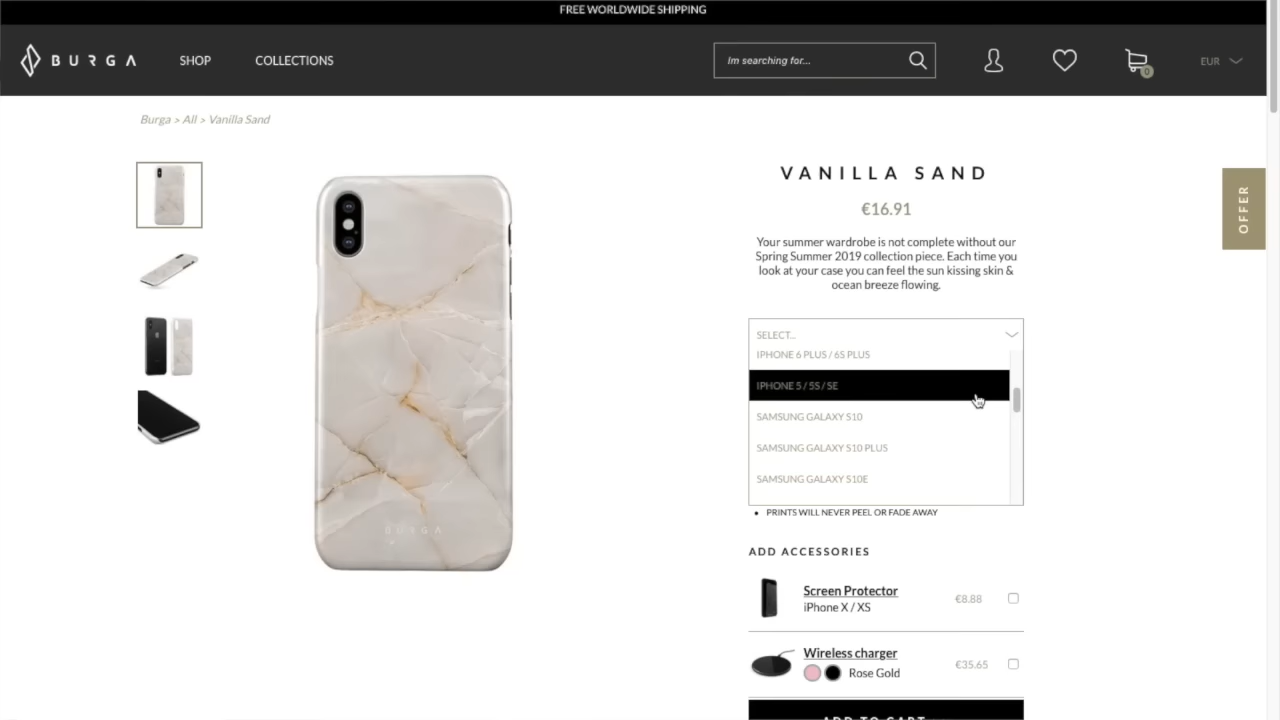 FREE WORLDWIDE SHIPPING
BURGA
SHOP
COLLECTIONS
Im searching for...
0
EUR
Burga > All > Vanilla Sand
VANILLA SAND
€16.91
Your summer wardrobe is not complete without our
Spring Summer 2019 collection piece. Each time you
look at your case you can feel the sun kissing skin &
ocean breeze flowing.
OFFER
SELECT...
IPHONE 6 PLUS / 6S PLUS
IPHONE 5 / 5S / SE
SAMSUNG GALAXY S10
SAMSUNG GALAXY S10 PLUS
SAMSUNG GALAXY S10E
• PRINTS WILL NEVER PEEL OR FADE AWAY
BURGA
ADD ACCESSORIES
Screen Protector
iPhone X / XS
€8.88
Wireless charger
Rose Gold
€35.65
ADD TO CART